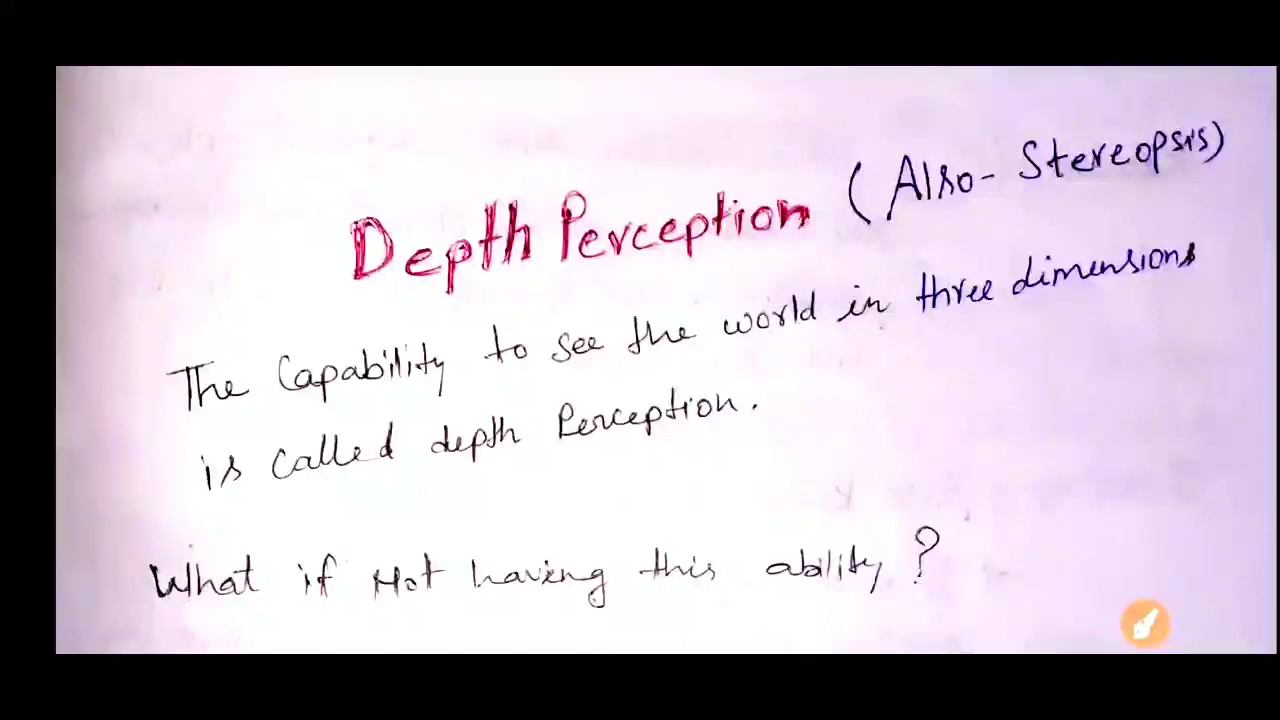 Depth Perception (Also - Stereopsis)
The Capability to see the world in three dimensions
is called depth Perception.
What if Not having this ability ?